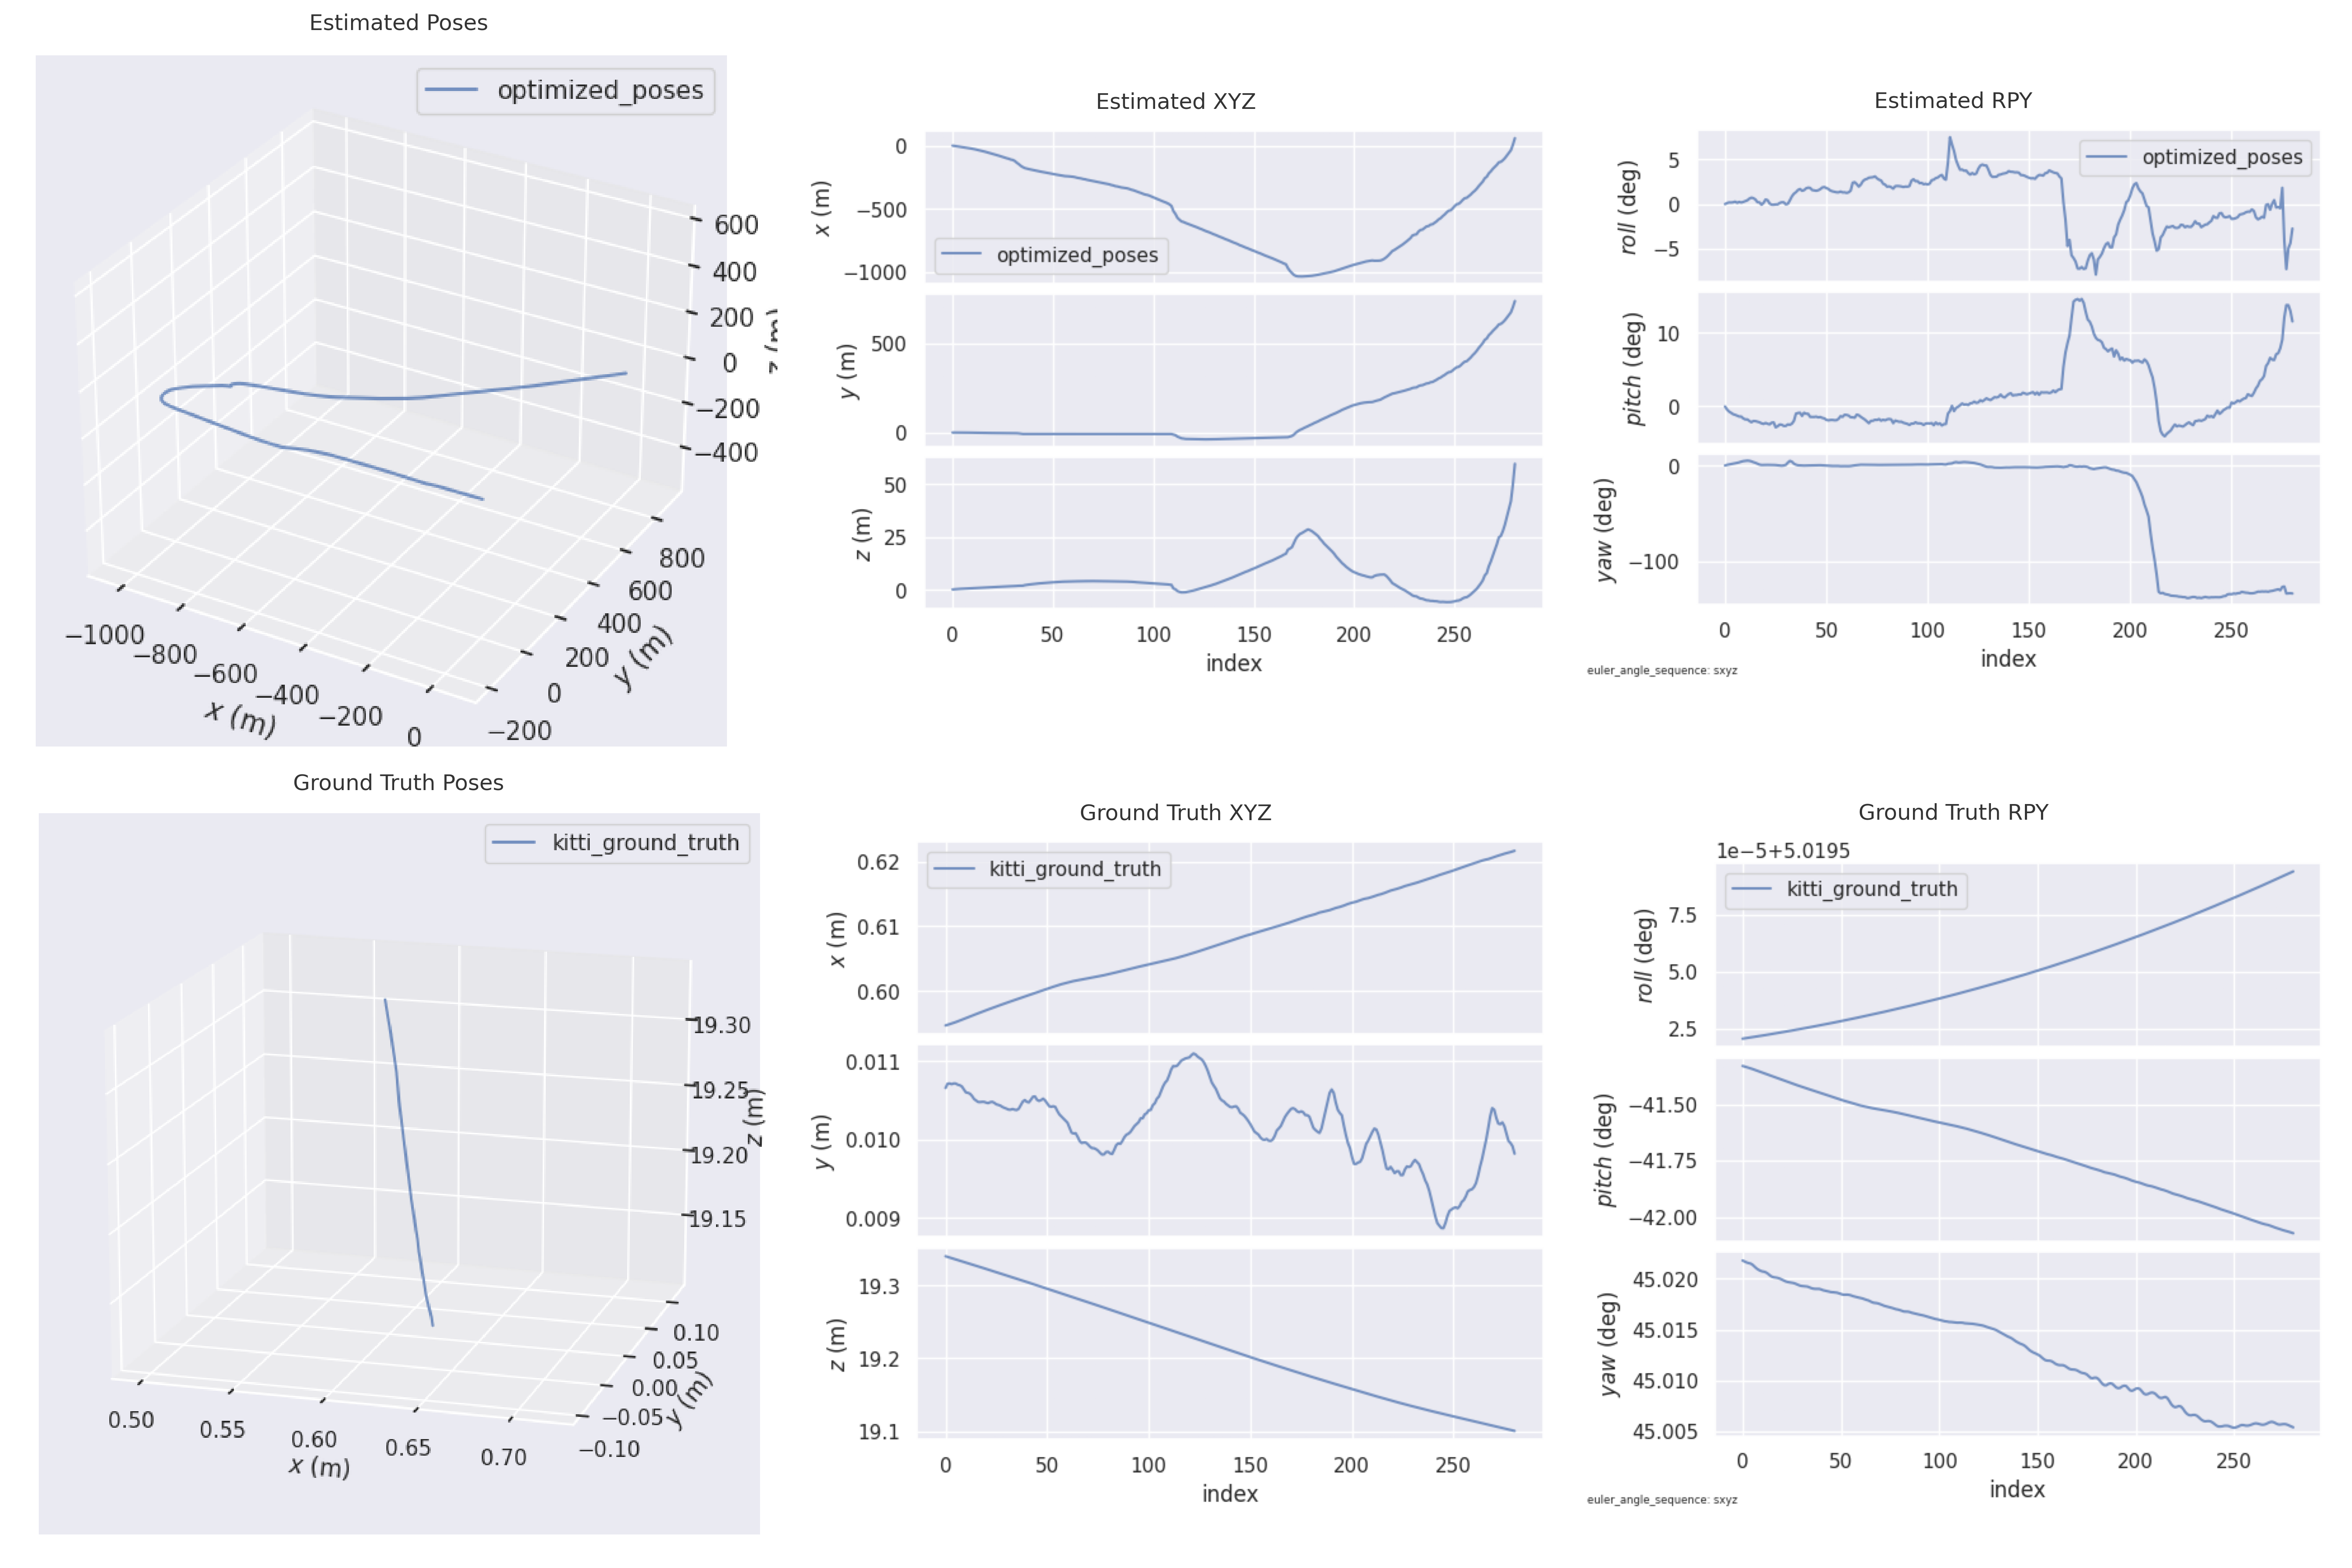 Estimated Poses
optimized_poses
600
400
200
0
−200
−400
z (m)
800
600
400
200
0
−200
y (m)
−1000
−800
−600
−400
−200
0
x (m)
Estimated XYZ
0
−500
−1000
x (m)
optimized_poses
500
0
y (m)
50
25
0
z (m)
0 50 100 150 200 250
index
Estimated RPY
optimized_poses
5
0
−5
roll (deg)
10
0
pitch (deg)
0
−100
yaw (deg)
0 50 100 150 200 250
index
euler_angle_sequence: sxyz
Ground Truth Poses
kitti_ground_truth
19.30
19.25
19.20
19.15
z (m)
0.10
0.05
0.00
−0.05
−0.10
y (m)
0.50
0.55
0.60
0.65
0.70
x (m)
Ground Truth XYZ
kitti_ground_truth
0.62
0.61
0.60
x (m)
0.011
0.010
0.009
y (m)
19.3
19.2
19.1
z (m)
0 50 100 150 200 250
index
Ground Truth RPY
1e−5+5.0195
kitti_ground_truth
7.5
5.0
2.5
roll (deg)
−41.50
−41.75
−42.00
pitch (deg)
45.020
45.015
45.010
45.005
yaw (deg)
0 50 100 150 200 250
index
euler_angle_sequence: sxyz